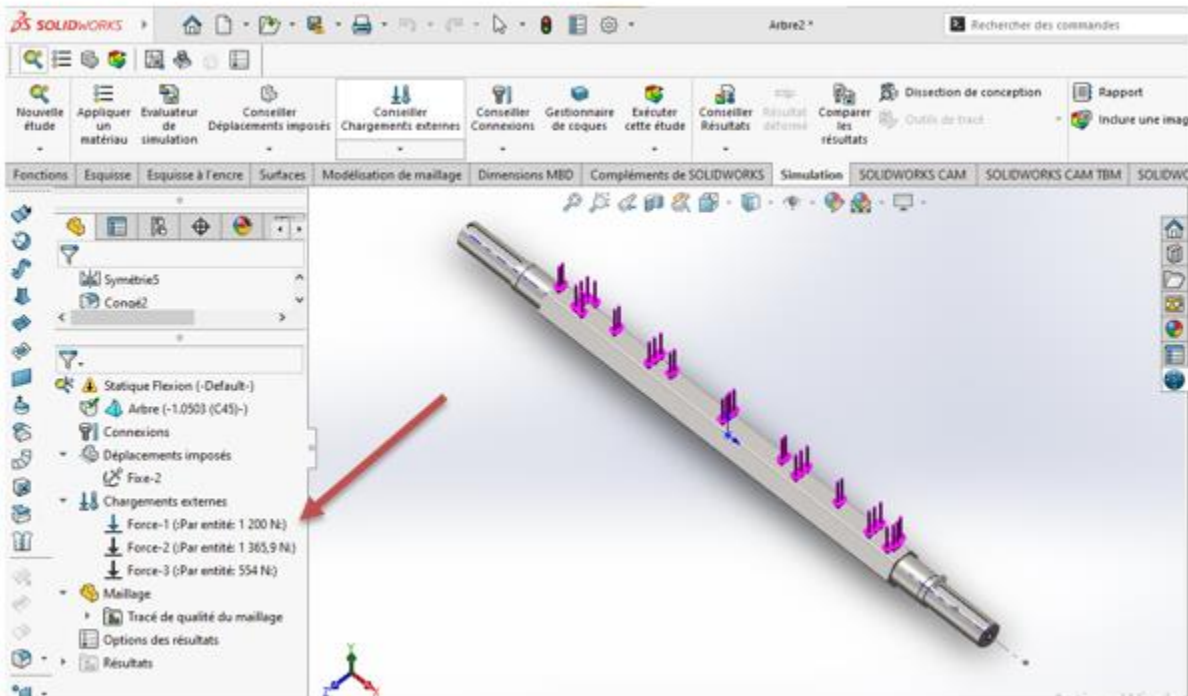 SOLIDWORKS
Arbre2 *
Rechercher des commandes
Nouvelle étude
Appliquer un matériau
Evaluateur de simulation
Conseiller Déplacements imposés
Conseiller Chargements externes
Conseiller Connexions
Gestionnaire de coques
Exécuter cette étude
Conseiller Résultats
Résultat déformé
Comparer les résultats
Dissection de conception
Outils de tracé
Rapport
Inclure une imag
Fonctions
Esquisse
Esquisse à l'encre
Surfaces
Modélisation de maillage
Dimensions MBD
Compléments de SOLIDWORKS
Simulation
SOLIDWORKS CAM
SOLIDWORKS CAM TBM
SOLIDWO
Symétrie5
Congé2
Statique Flexion (-Default-)
Arbre (-1.0503 (C45)-)
Connexions
Déplacements imposés
Fixe-2
Chargements externes
Force-1 (:Par entité: 1 200 N:)
Force-2 (:Par entité: 1 365,9 N:)
Force-3 (:Par entité: 554 N:)
Maillage
Tracé de qualité du maillage
Options des résultats
Résultats